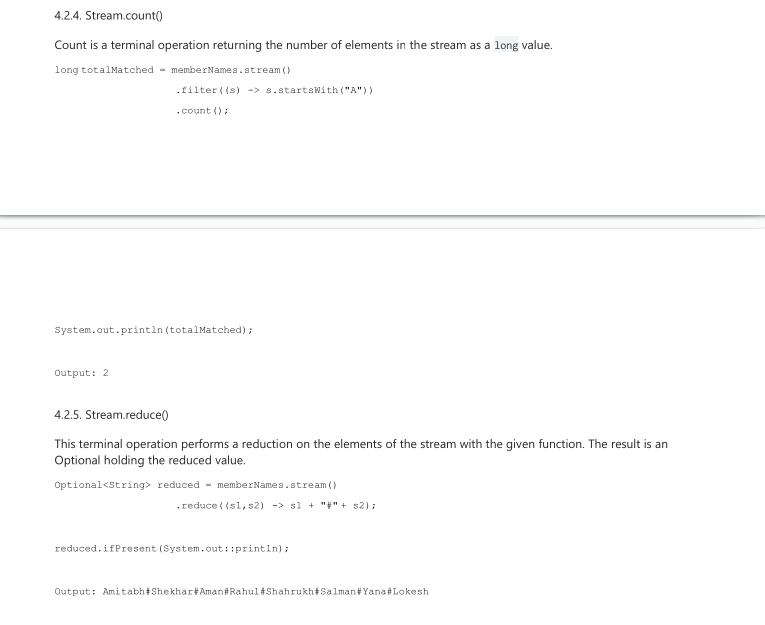 4.2.4. Stream.count()
Count is a terminal operation returning the number of elements in the stream as a long value.
long totalMatched = memberNames.stream()
.filter((s) -> s.startsWith("A"))
.count();
System.out.println(totalMatched);
Output: 2
4.2.5. Stream.reduce()
This terminal operation performs a reduction on the elements of the stream with the given function. The result is an
Optional holding the reduced value.
Optional<String> reduced = memberNames.stream()
.reduce((s1,s2) -> s1 + "#" + s2);
reduced.ifPresent(System.out::println);
Output: Amitabh#Shekhar#Aman#Rahul#Shahrukh#Salman#Yana#Lokesh